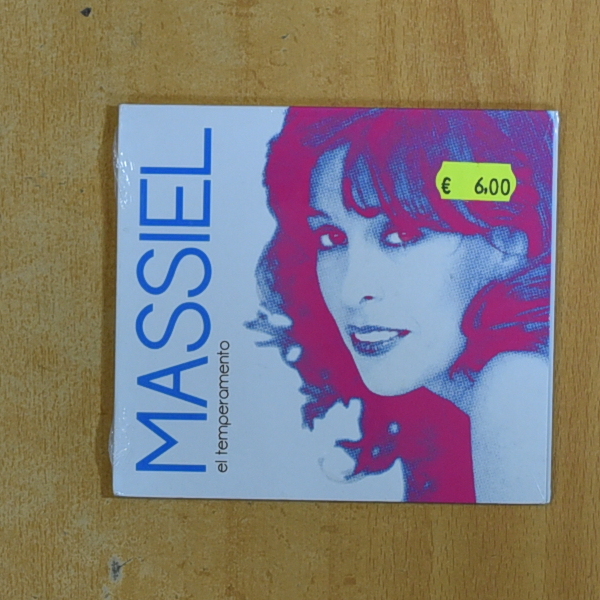 MASSIEL
el temperamento
€ 6,00